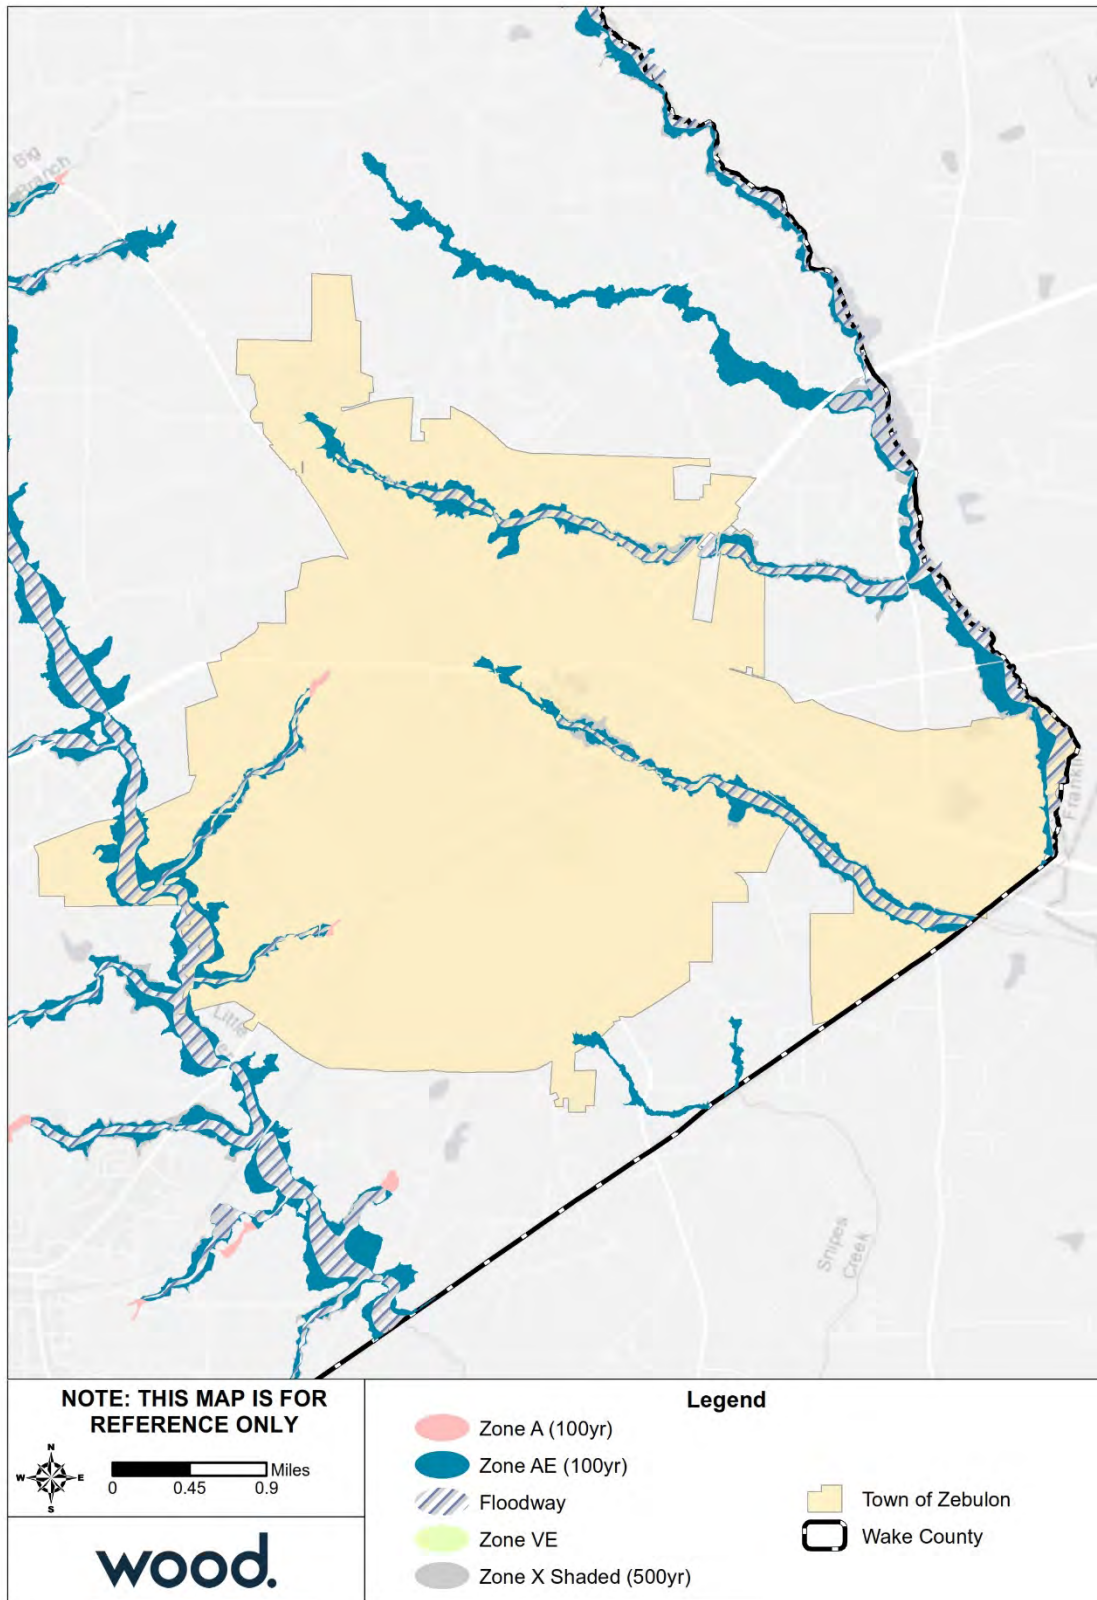 Big
Branch
Franklin
Little
Snipes
Creek
NOTE: THIS MAP IS FOR
REFERENCE ONLY
N
W E
S
Miles
0 0.45 0.9
wood.
Legend
Zone A (100yr)
Zone AE (100yr)
Floodway
Zone VE
Zone X Shaded (500yr)
Town of Zebulon
Wake County